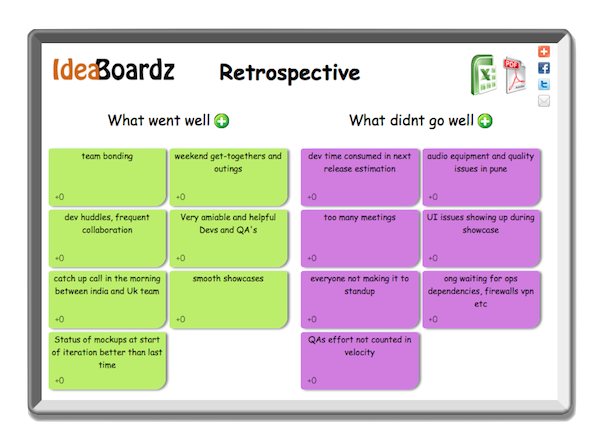 IdeaBoardz
Retrospective
PDF
What went well
team bonding
+0
weekend get-togethers and
outings
+0
dev huddles, frequent
collaboration
+0
Very amiable and helpful
Devs and QA's
+0
catch up call in the morning
between india and Uk team
+0
smooth showcases
+0
Status of mockups at start
of iteration better than last
time
+0
What didnt go well
dev time consumed in next
release estimation
+0
audio equipment and quality
issues in pune
+0
too many meetings
+0
UI issues showing up during
showcase
+0
everyone not making it to
standup
+0
ong waiting for ops
dependencies, firewalls vpn
etc
+0
QAs effort not counted in
velocity
+0